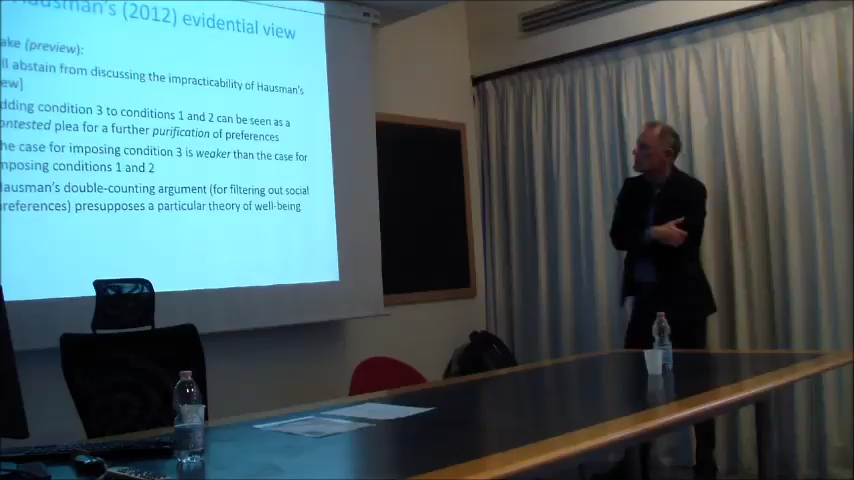 Hausman's (2012) evidential view
ake (preview):
ll abstain from discussing the impracticability of Hausman's
ew]
dding condition 3 to conditions 1 and 2 can be seen as a
ontested plea for a further purification of preferences
he case for imposing condition 3 is weaker than the case for
mposing conditions 1 and 2
Hausman's double-counting argument (for filtering out social
references) presupposes a particular theory of well-being